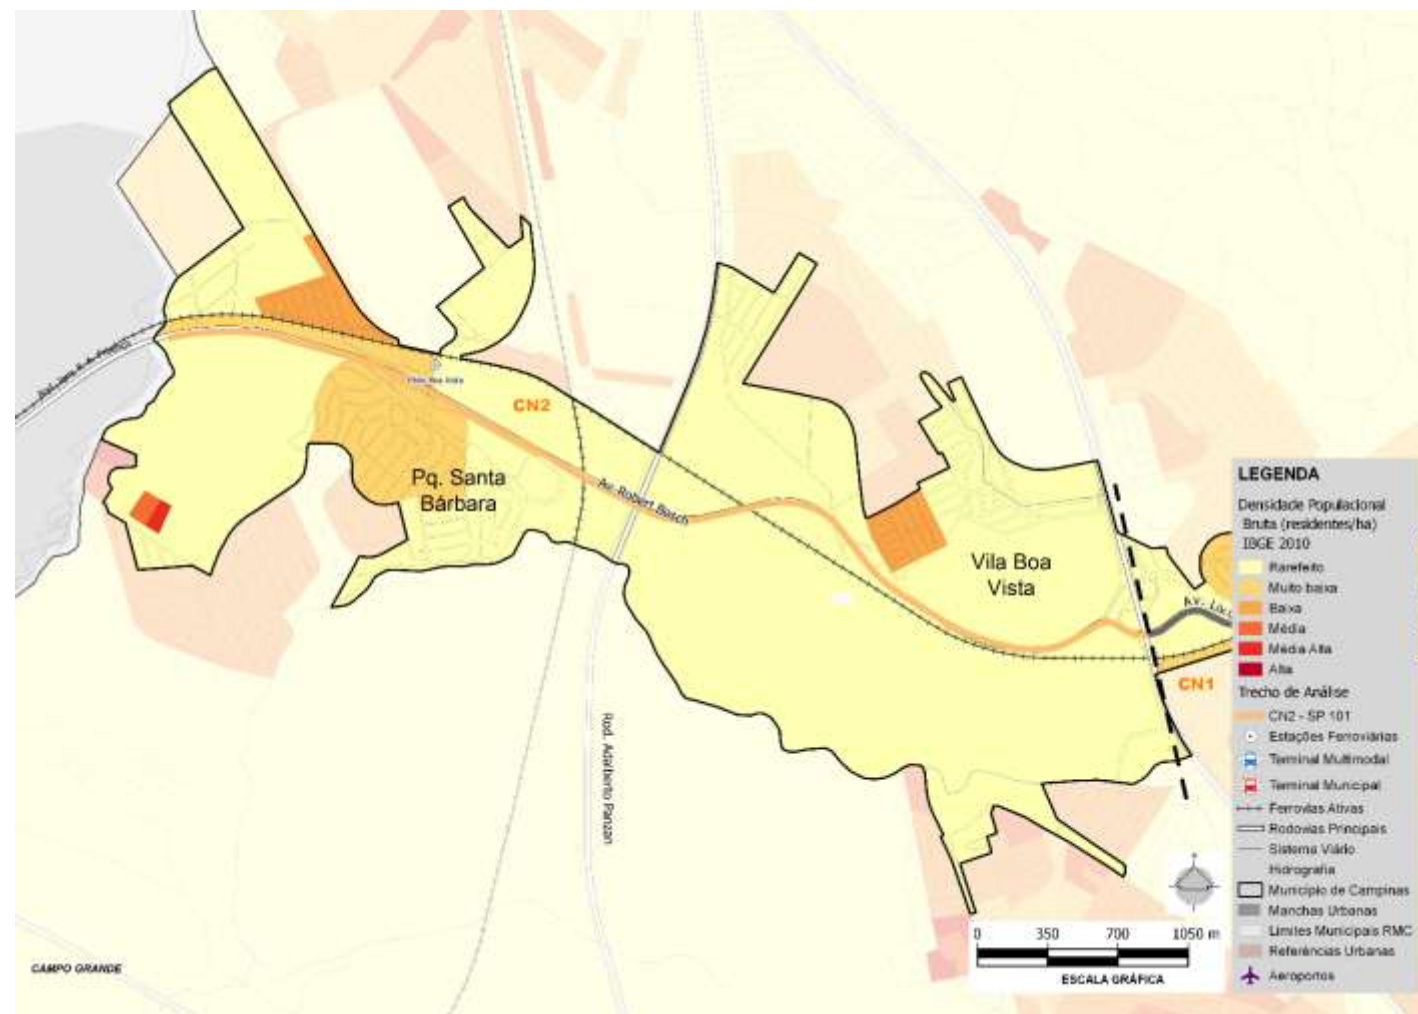 CN2
Pq. Santa
Bárbara
Av. Robert Bosch
Vila Boa
Vista
CN1
Rod. Adalberto Panzan
CAMPO GRANDE
LEGENDA
Densidade Populacional
Bruta (residentes/ha)
IBGE 2010
Rarefeito
Muito baixa
Baixa
Média
Média Alta
Alta
Trecho de Análise
CN2 - SP 101
Estações Ferroviárias
Terminal Multimodal
Terminal Municipal
Ferrovias Ativas
Rodovias Principais
Sistema Viário
Hidrografia
Município de Campinas
Manchas Urbanas
Limites Municipais RMC
Referências Urbanas
Aeroportos
0 350 700 1050 m
ESCALA GRÁFICA